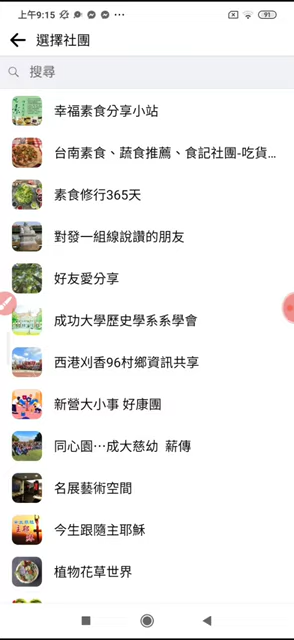 上午9:15
91
選擇社團
搜尋
幸福素食分享小站
台南素食、蔬食推薦、食記社團-吃貨…
素食修行365天
對發一組線說讚的朋友
好友愛分享
成功大學歷史學系系學會
西港刈香96村鄉資訊共享
新營大小事 好康團
同心園⋯成大慈幼 薪傳
名展藝術空間
今生跟隨主耶穌
植物花草世界